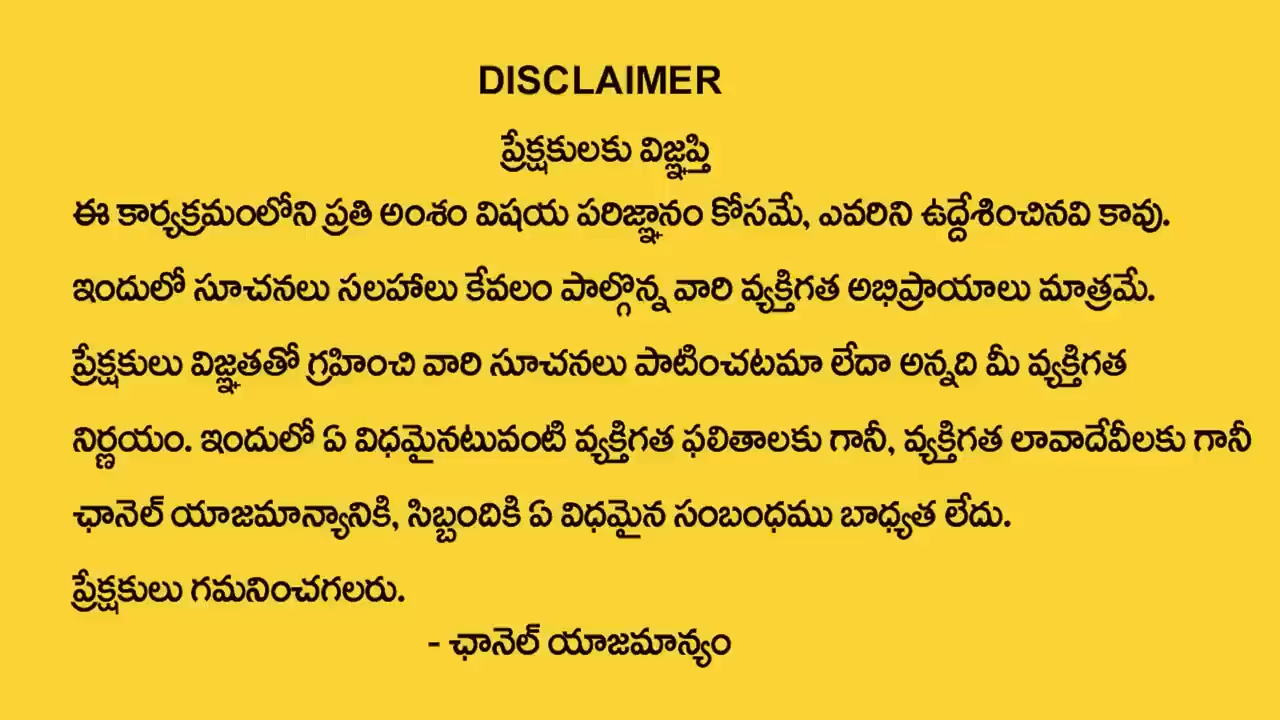 DISCLAIMER
ప్రేక్షకులకు విజ్ఞప్తి
ఈ కార్యక్రమంలోని ప్రతి అంశం విషయ పరిజ్ఞానం కోసమే, ఎవరిని ఉద్దేశించినవి కావు.
ఇందులో సూచనలు సలహాలు కేవలం పాల్గొన్న వారి వ్యక్తిగత అభిప్రాయాలు మాత్రమే.
ప్రేక్షకులు విజ్ఞతతో గ్రహించి వారి సూచనలు పాటించటమా లేదా అన్నది మీ వ్యక్తిగత
నిర్ణయం. ఇందులో ఏ విధమైనటువంటి వ్యక్తిగత ఫలితాలకు గానీ, వ్యక్తిగత లావాదేవీలకు గానీ
ఛానెల్ యాజమాన్యానికి, సిబ్బందికి ఏ విధమైన సంబంధము బాధ్యత లేదు.
ప్రేక్షకులు గమనించగలరు.
- ఛానెల్ యాజమాన్యం